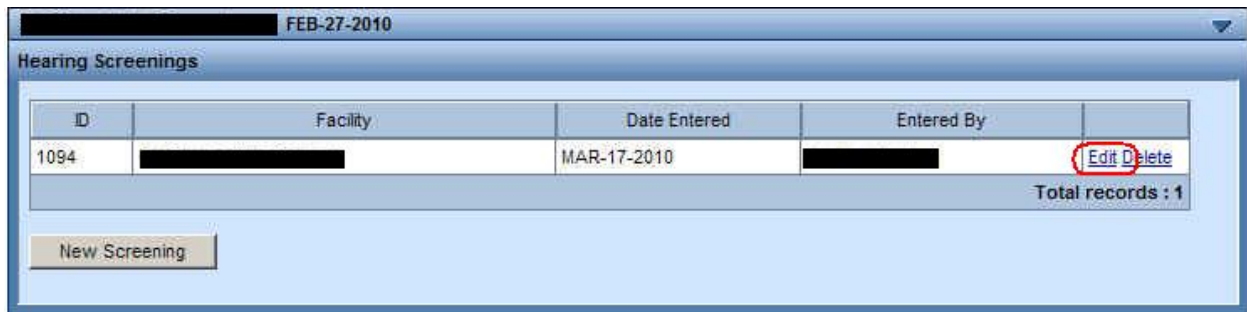 FEB-27-2010
Hearing Screenings
ID Facility Date Entered Entered By
1094 MAR-17-2010 Edit Delete
Total records : 1
New Screening